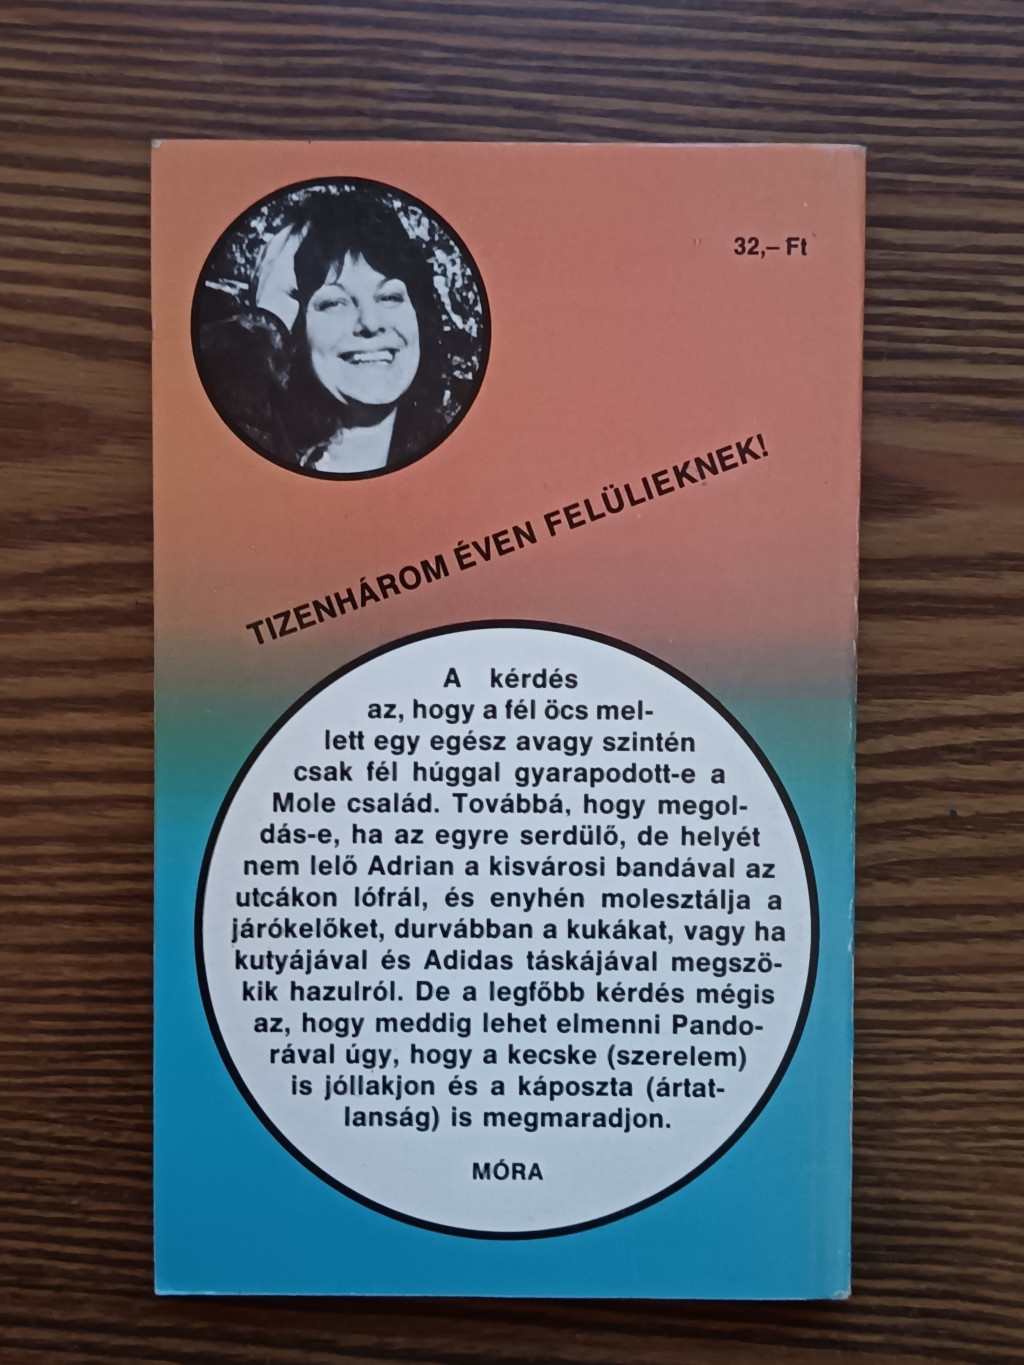 32,– Ft
TIZENHÁROM ÉVEN FELÜLIEKNEK!
A kérdés
az, hogy a fél öcs mel-
lett egy egész avagy szintén
csak fél húggal gyarapodott-e a
Mole család. Továbbá, hogy megol-
dás-e, ha az egyre serdülő, de helyét
nem lelő Adrian a kisvárosi bandával az
utcákon lófrál, és enyhén molesztálja a
járókelőket, durvábban a kukákat, vagy ha
kutyájával és Adidas táskájával megszö-
kik hazulról. De a legfőbb kérdés mégis
az, hogy meddig lehet elmenni Pando-
rával úgy, hogy a kecske (szerelem)
is jóllakjon és a káposzta (ártat-
lanság) is megmaradjon.
MÓRA